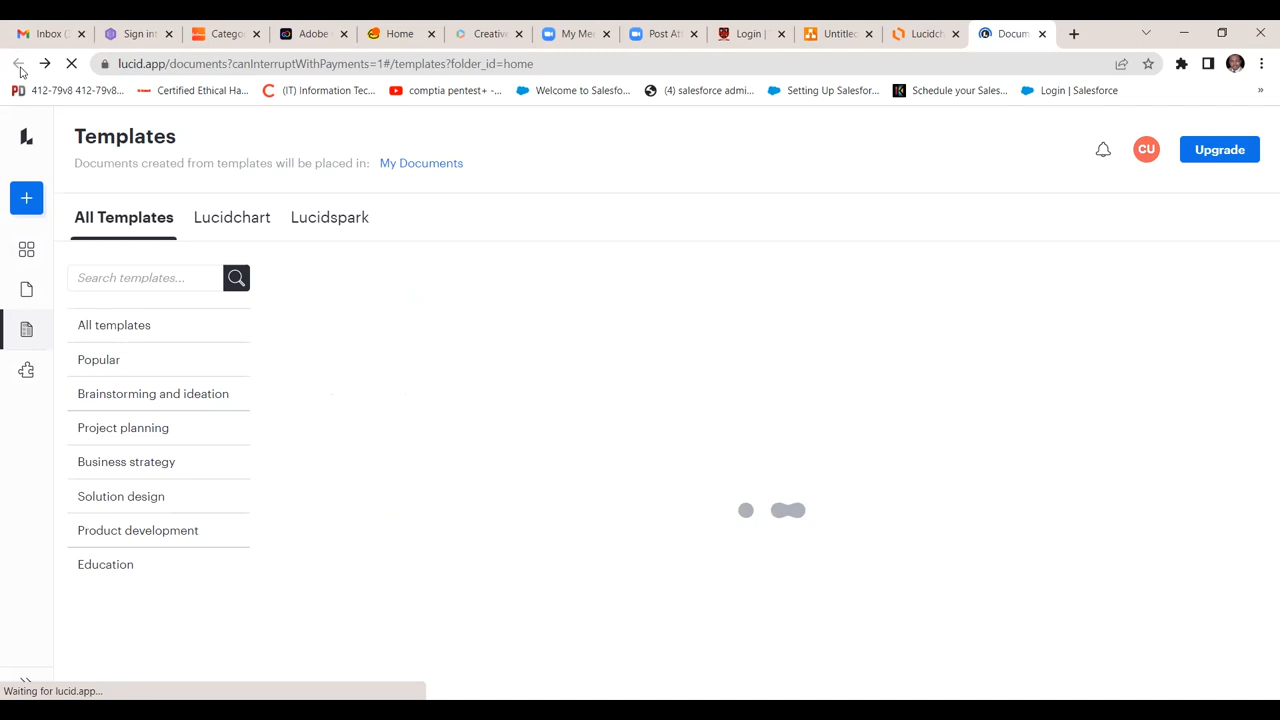 Inbox (
Sign in
Catego
Adobe
Home
Creative
My Me
Post At
Login |
Untitle
Lucidch
Docum
lucid.app/documents?canInterruptWithPayments=1#/templates?folder_id=home
412-79v8 412-79v8...
Certified Ethical Ha...
(IT) Information Tec...
comptia pentest+ -...
Welcome to Salesfo...
(4) salesforce admi...
Setting Up Salesfor...
Schedule your Sales...
Login | Salesforce
»
Templates
Documents created from templates will be placed in: My Documents
CU
Upgrade
All Templates
Lucidchart
Lucidspark
Search templates...
All templates
Popular
Brainstorming and ideation
Project planning
Business strategy
Solution design
Product development
Education
Waiting for lucid.app...